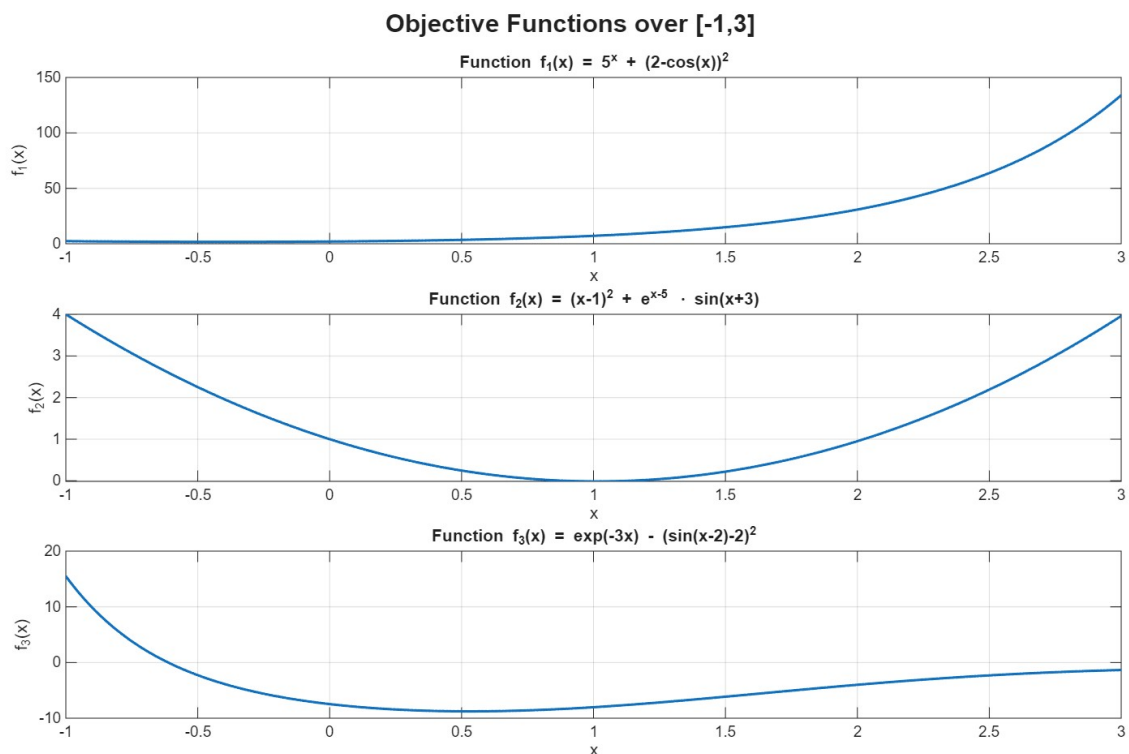 Objective Functions over [-1,3]
Function f₁(x) = 5ˣ + (2-cos(x))²
150
100
50
0
f₁(x)
-1 -0.5 0 0.5 1 1.5 2 2.5 3
x
Function f₂(x) = (x-1)² + eˣ⁻⁵ · sin(x+3)
4
3
2
1
0
f₂(x)
-1 -0.5 0 0.5 1 1.5 2 2.5 3
x
Function f₃(x) = exp(-3x) - (sin(x-2)-2)²
20
10
0
-10
f₃(x)
-1 -0.5 0 0.5 1 1.5 2 2.5 3
x